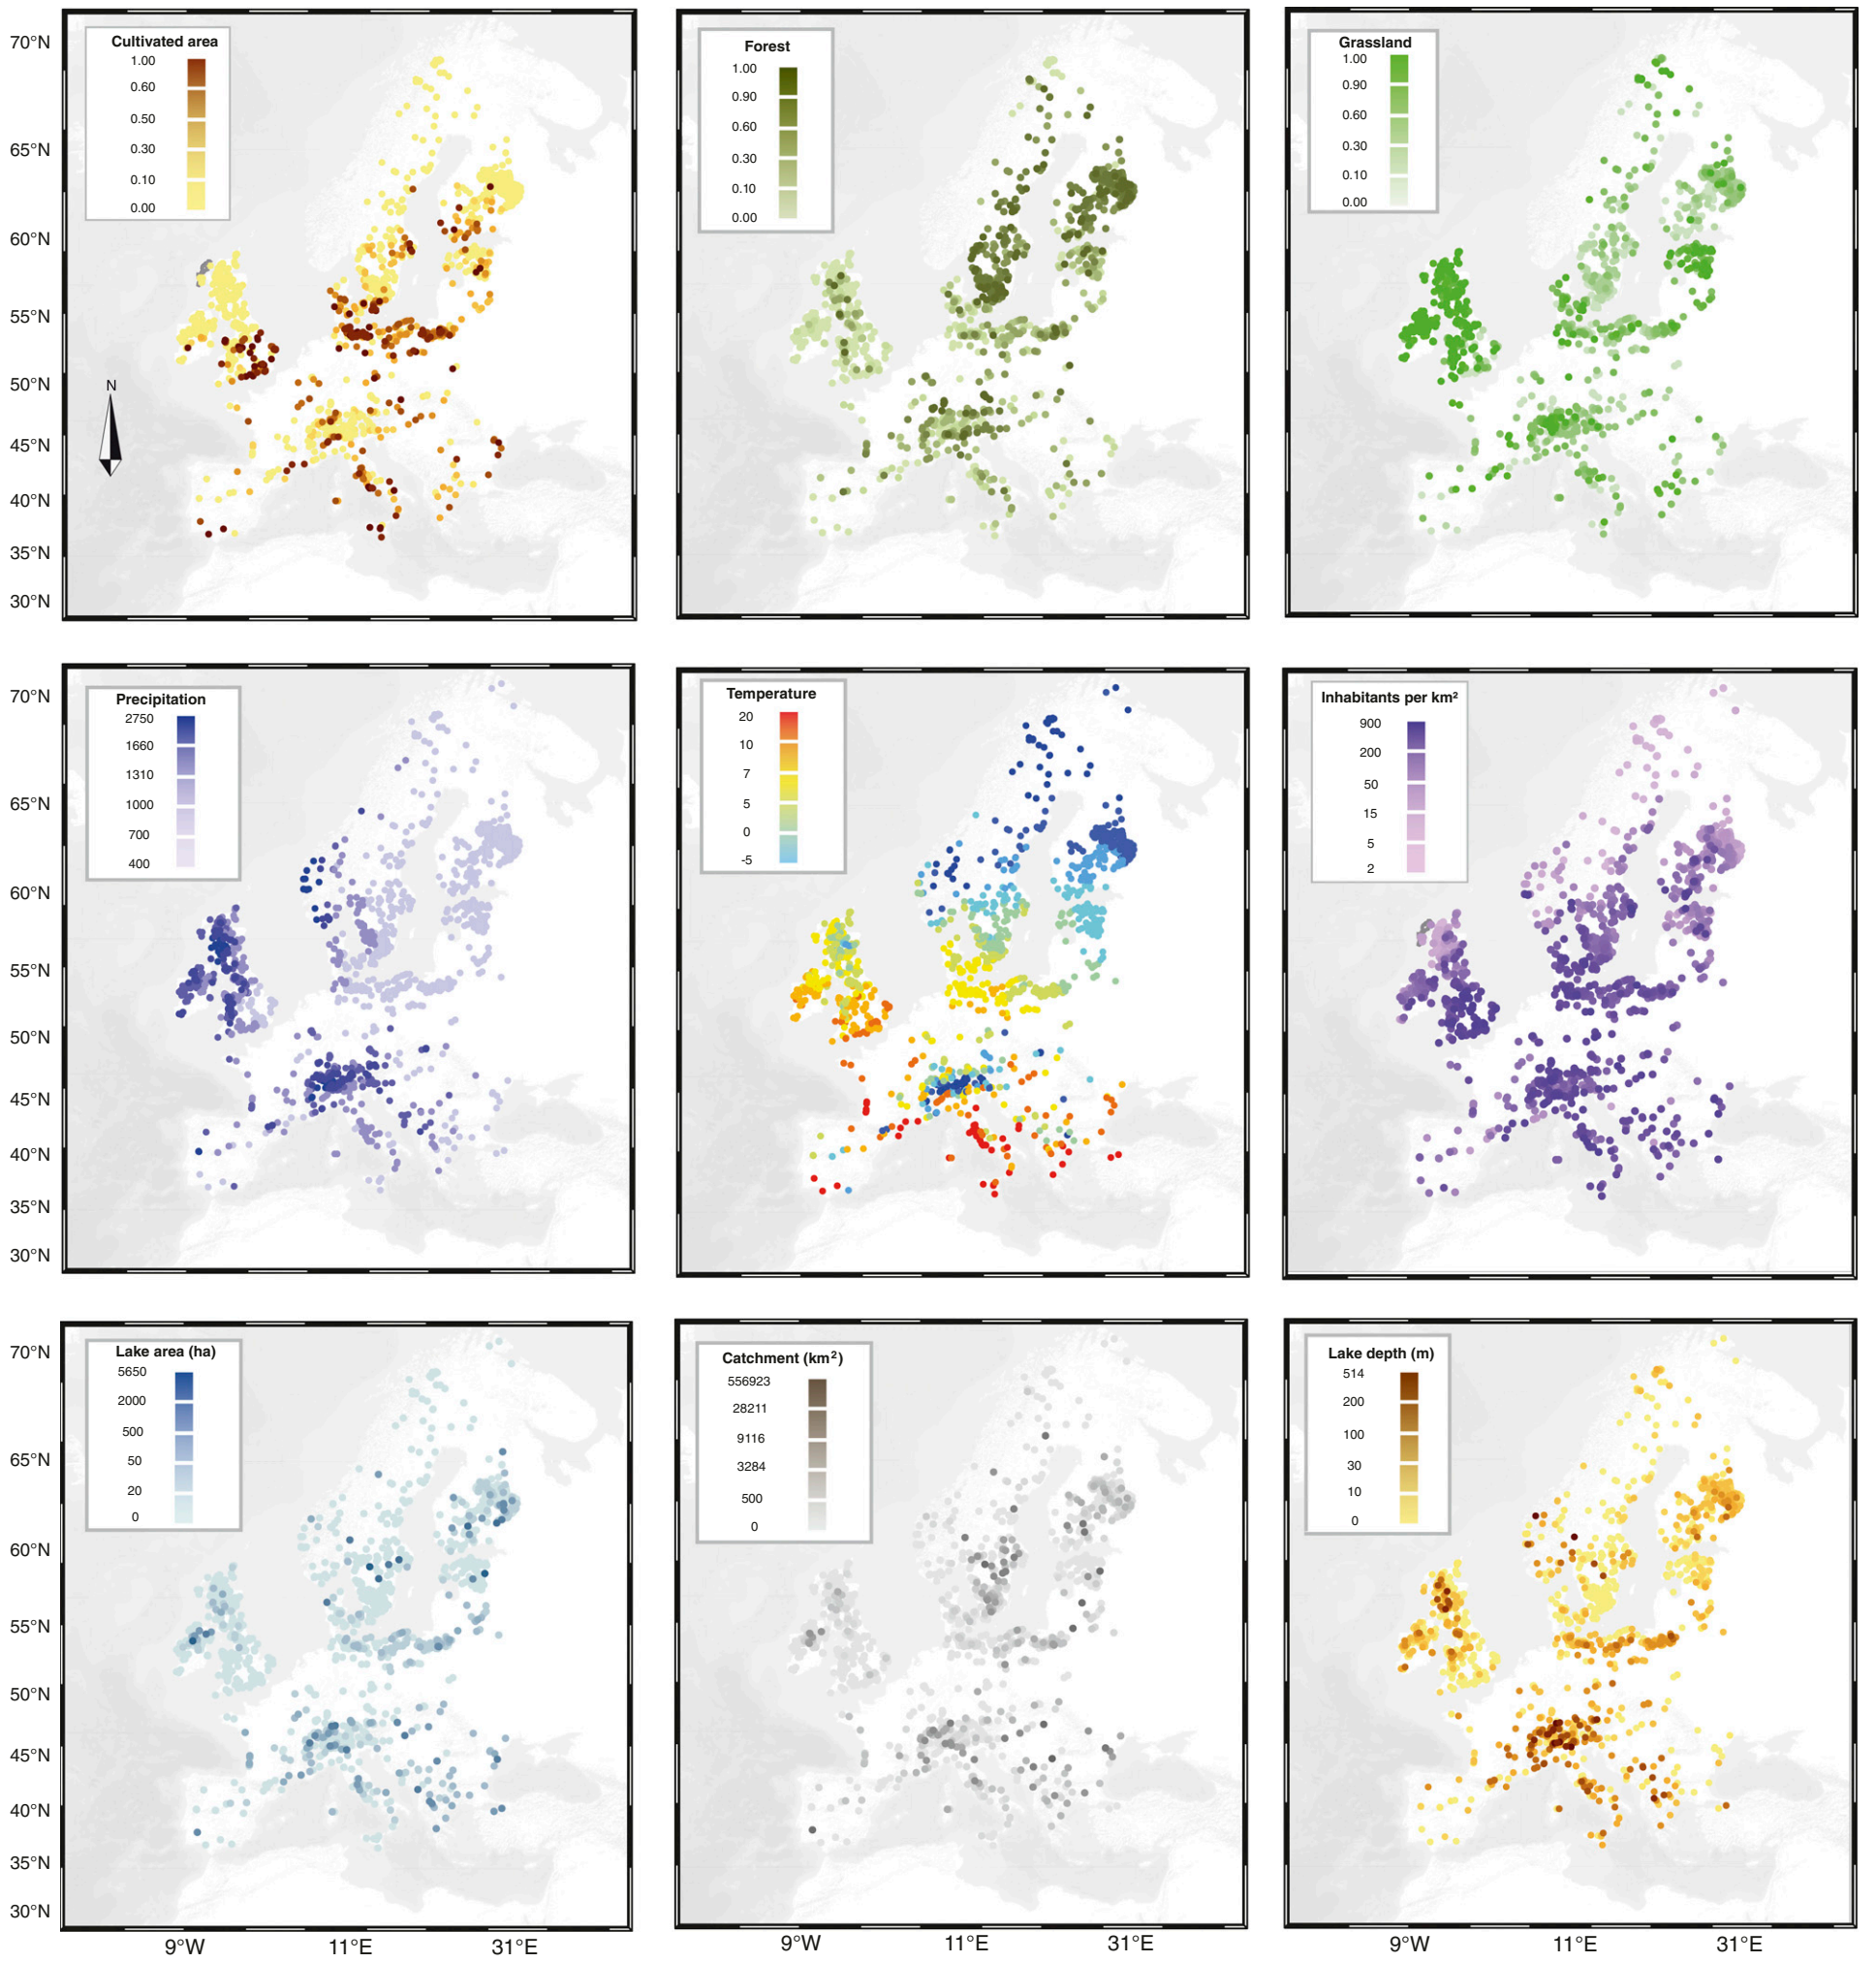 Cultivated area
1.00
0.60
0.50
0.30
0.10
0.00
N
70°N
65°N
60°N
55°N
50°N
45°N
40°N
35°N
30°N
Forest
1.00
0.90
0.60
0.30
0.10
0.00
Grassland
1.00
0.90
0.60
0.30
0.10
0.00
Precipitation
2750
1660
1310
1000
700
400
70°N
65°N
60°N
55°N
50°N
45°N
40°N
35°N
30°N
Temperature
20
10
7
5
0
-5
Inhabitants per km²
900
200
50
15
5
2
Lake area (ha)
5650
2000
500
50
20
0
70°N
65°N
60°N
55°N
50°N
45°N
40°N
35°N
30°N
9°W 11°E 31°E
Catchment (km²)
556923
28211
9116
3284
500
0
9°W 11°E 31°E
Lake depth (m)
514
200
100
30
10
0
9°W 11°E 31°E